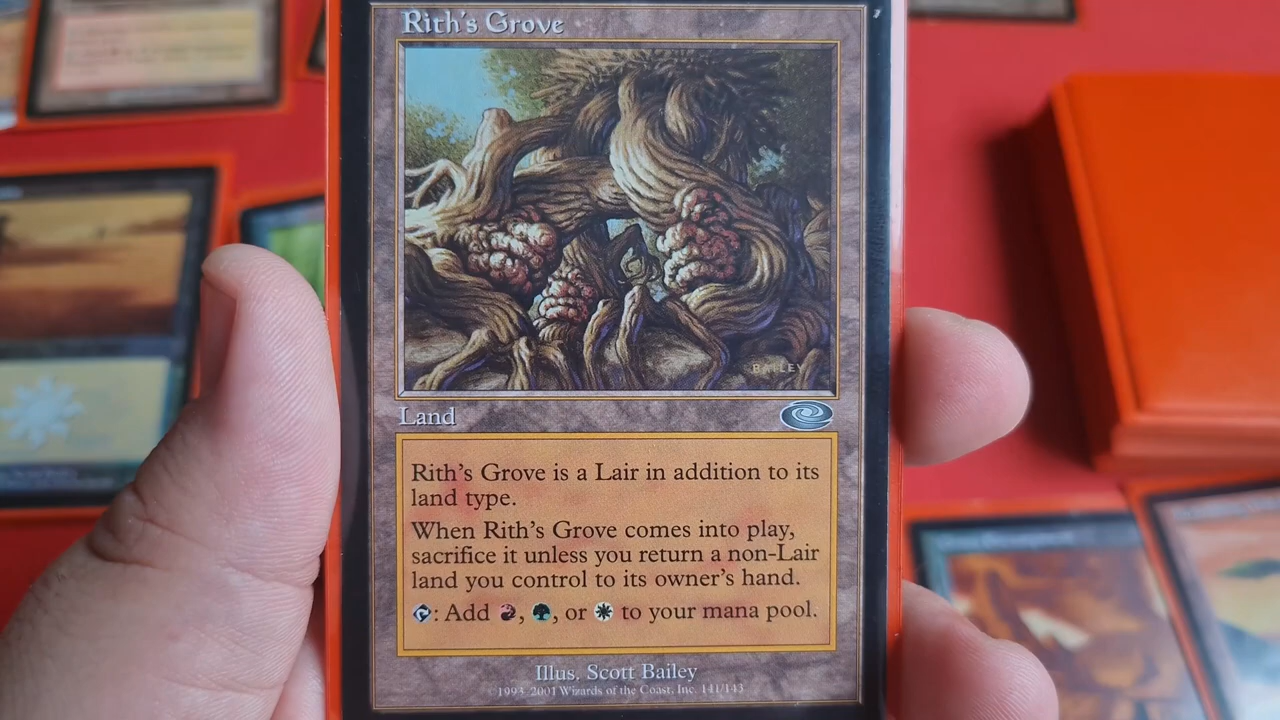 Rith's Grove
BAILEY
Land
Rith's Grove is a Lair in addition to its
land type.
When Rith's Grove comes into play,
sacrifice it unless you return a non-Lair
land you control to its owner's hand.
: Add , , or  to your mana pool.
Illus. Scott Bailey
©1993-2001 Wizards of the Coast, Inc. 141/143